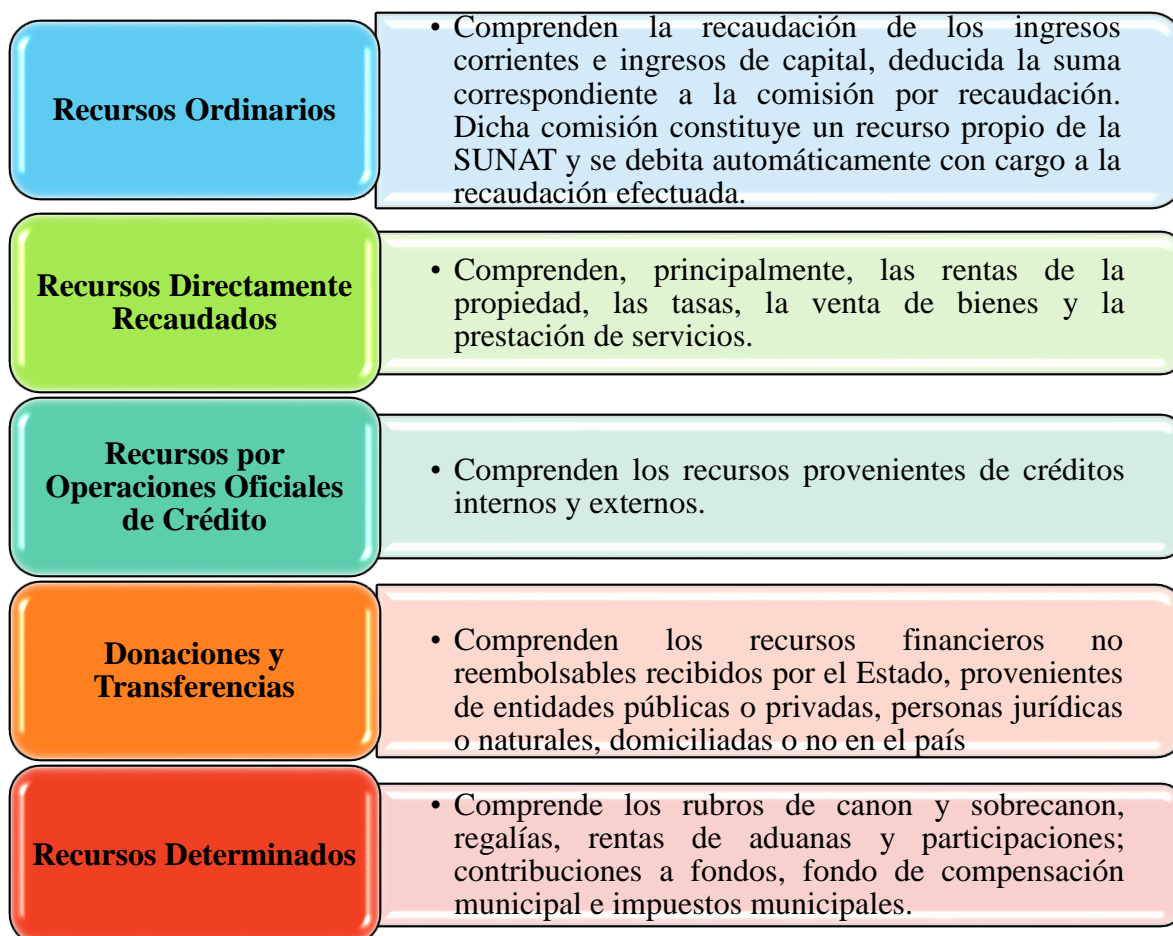 Recursos Ordinarios
• Comprenden la recaudación de los ingresos
corrientes e ingresos de capital, deducida la suma
correspondiente a la comisión por recaudación.
Dicha comisión constituye un recurso propio de la
SUNAT y se debita automáticamente con cargo a la
recaudación efectuada.
Recursos Directamente
Recaudados
• Comprenden, principalmente, las rentas de la
propiedad, las tasas, la venta de bienes y la
prestación de servicios.
Recursos por
Operaciones Oficiales
de Crédito
• Comprenden los recursos provenientes de créditos
internos y externos.
Donaciones y
Transferencias
• Comprenden los recursos financieros no
reembolsables recibidos por el Estado, provenientes
de entidades públicas o privadas, personas jurídicas
o naturales, domiciliadas o no en el país
Recursos Determinados
• Comprende los rubros de canon y sobrecanon,
regalías, rentas de aduanas y participaciones;
contribuciones a fondos, fondo de compensación
municipal e impuestos municipales.